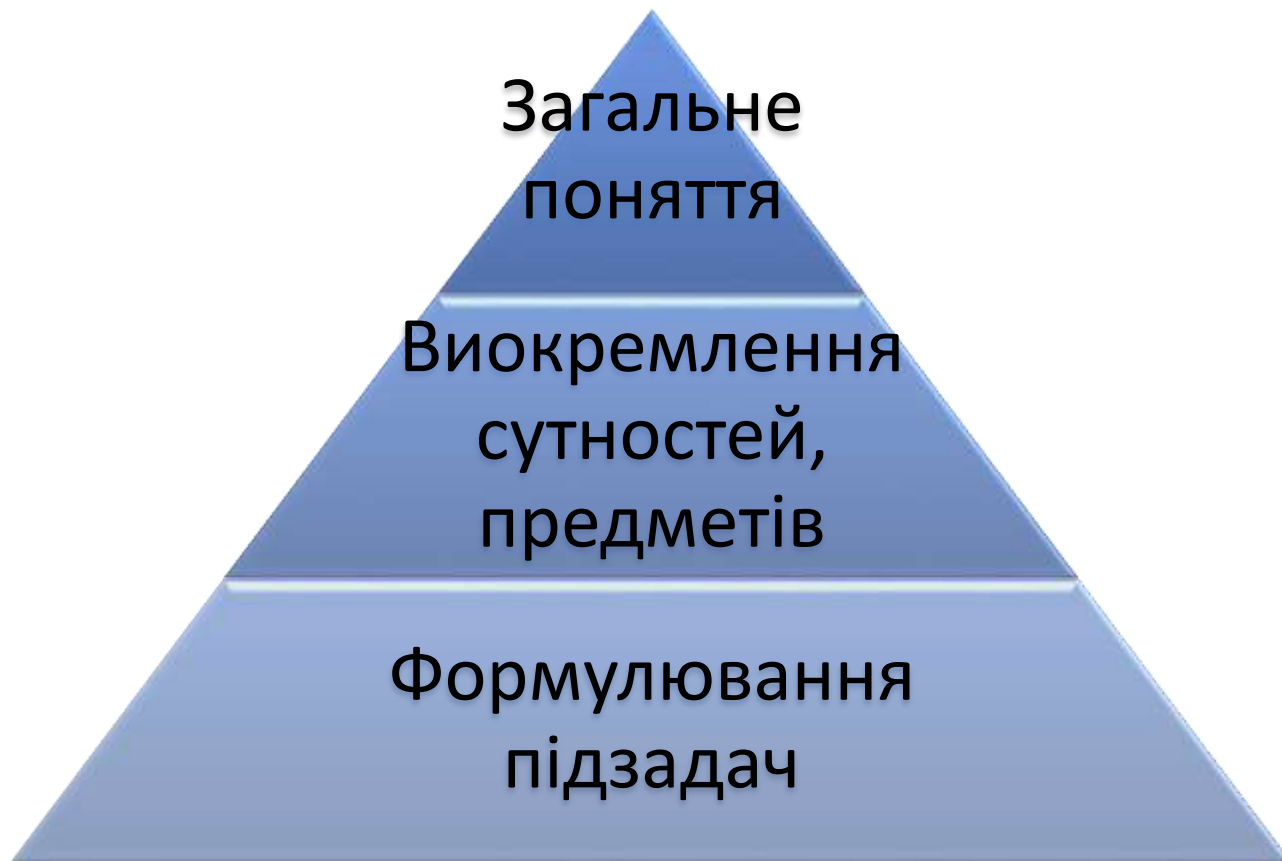 Загальне
поняття
Виокремлення
сутностей,
предметів
Формулювання
підзадач